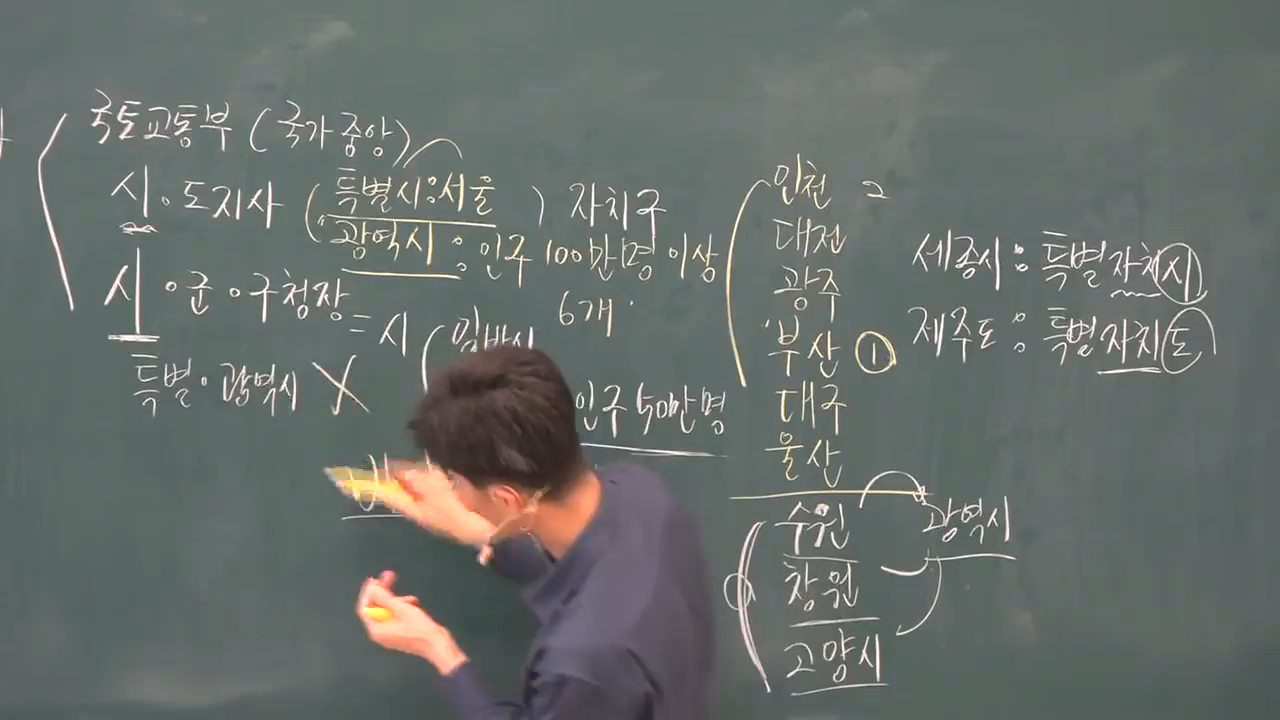 국토교통부 (국가중앙)
시·도지사 (특별시:서울) 자치구
광역시 : 인구 100만명 이상
6개
시·군·구청장
= 시 (일반시
특별·광역시 X
인구 50만명
인천 2
대전
광주
부산 ①
대구
울산
수원
창원
고양시
광역시
세종시 : 특별자치시
제주도 : 특별자치도